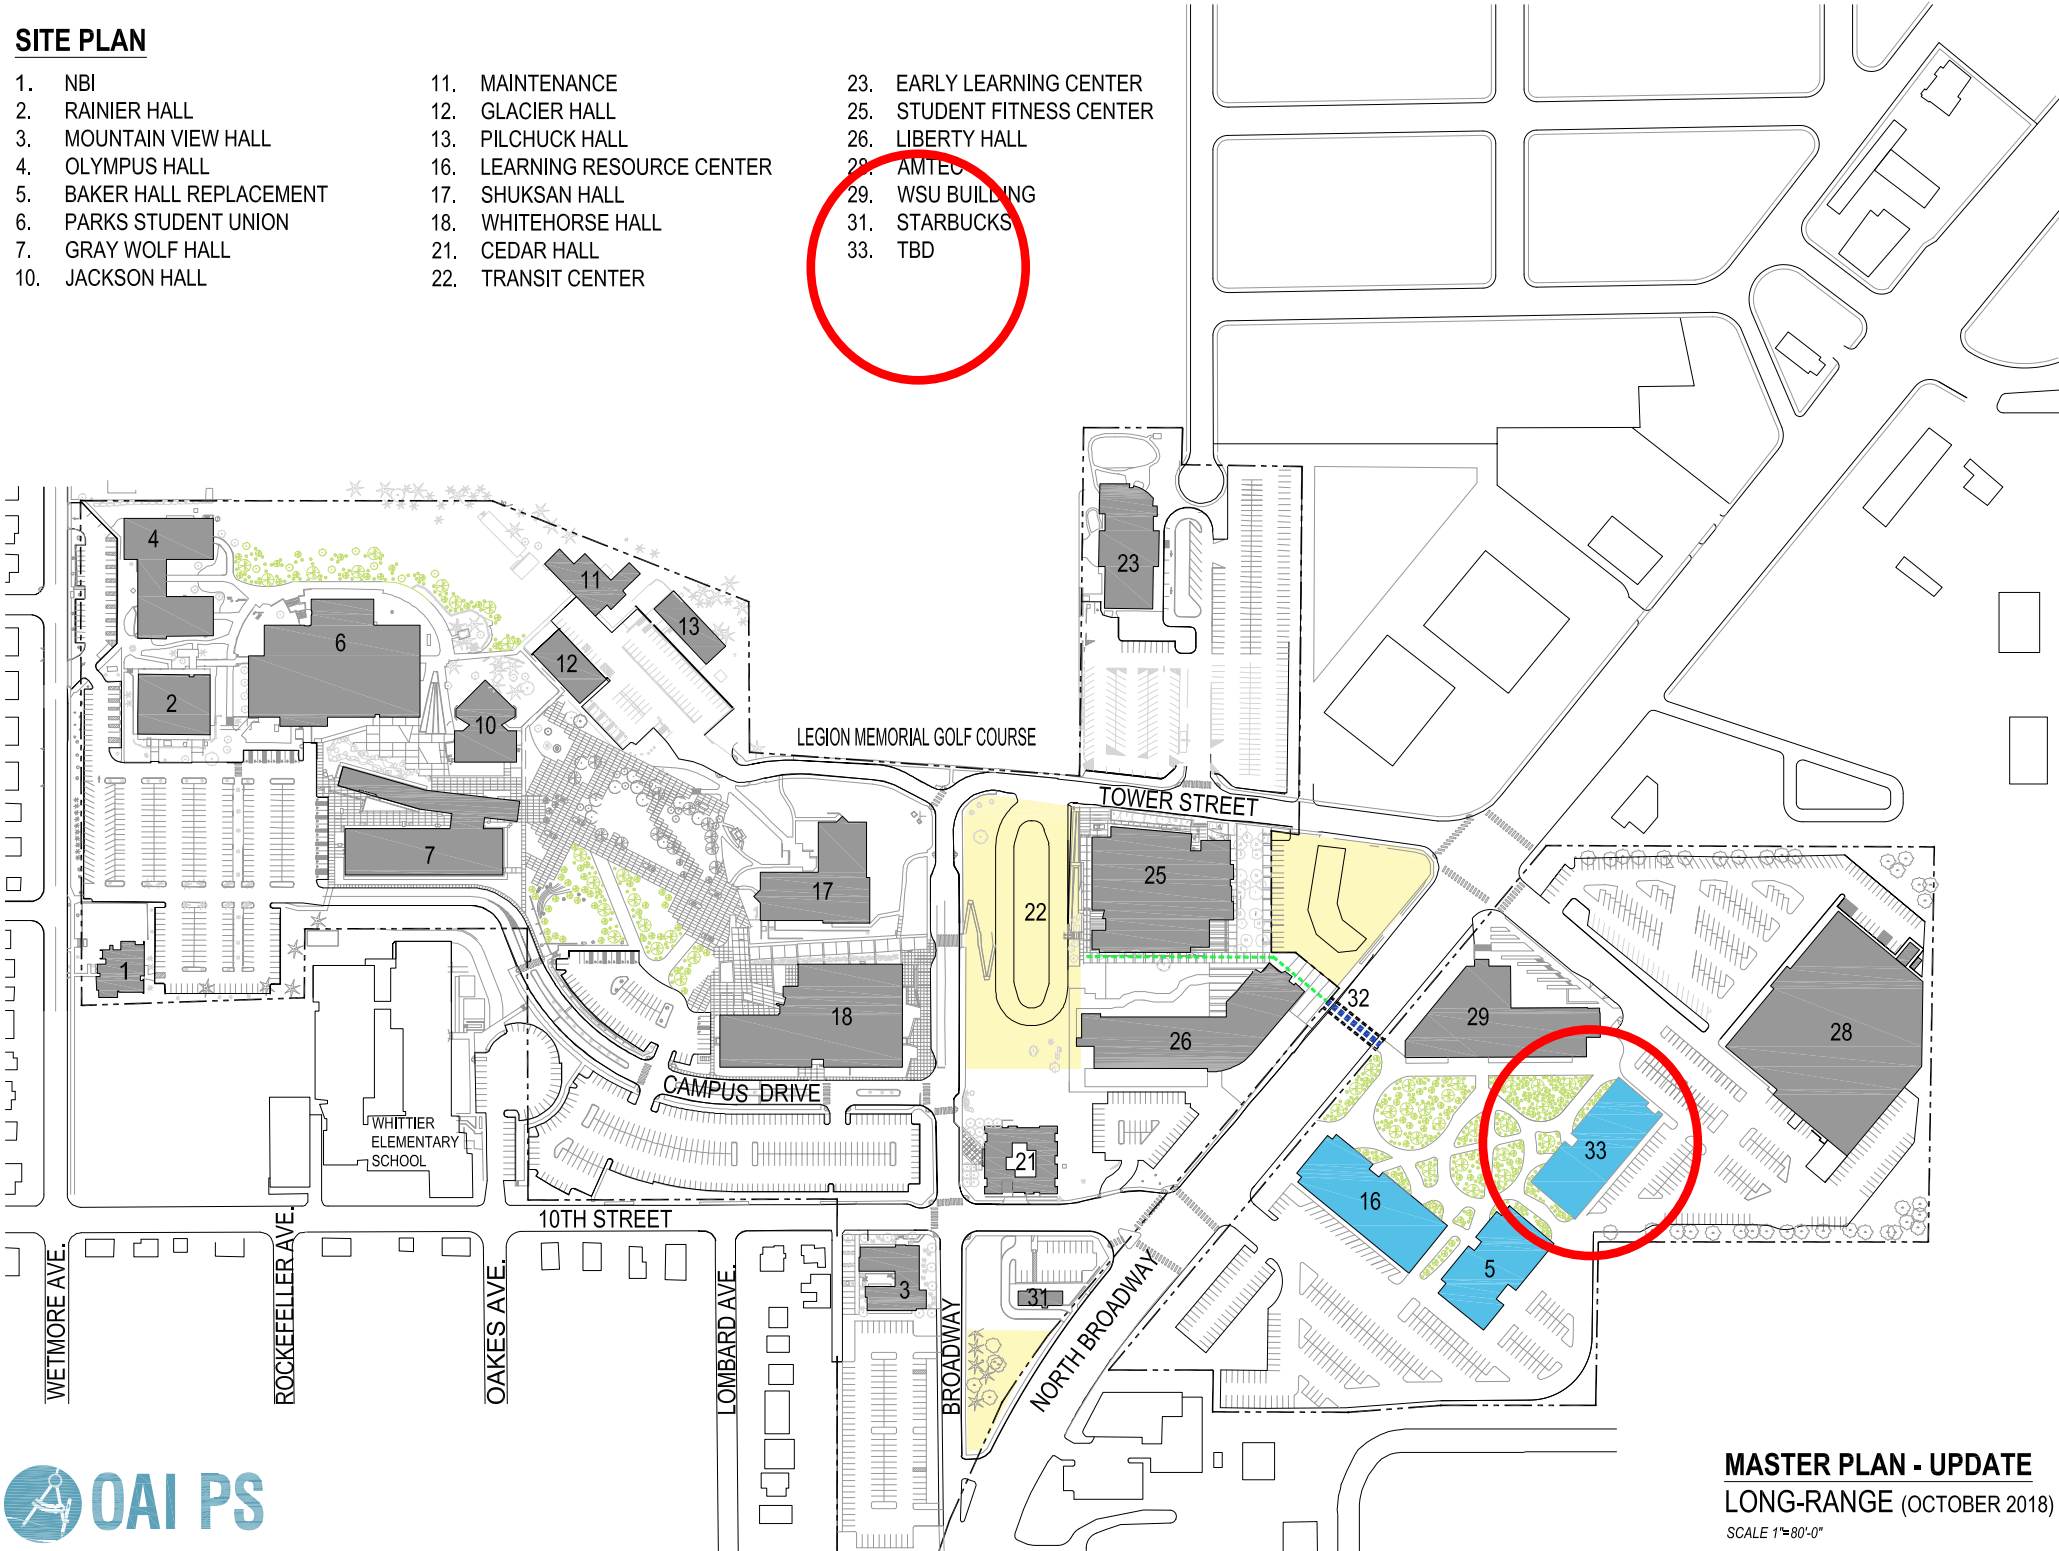 SITE PLAN
1. NBI
2. RAINIER HALL
3. MOUNTAIN VIEW HALL
4. OLYMPUS HALL
5. BAKER HALL REPLACEMENT
6. PARKS STUDENT UNION
7. GRAY WOLF HALL
10. JACKSON HALL
11. MAINTENANCE
12. GLACIER HALL
13. PILCHUCK HALL
16. LEARNING RESOURCE CENTER
17. SHUKSAN HALL
18. WHITEHORSE HALL
21. CEDAR HALL
22. TRANSIT CENTER
23. EARLY LEARNING CENTER
25. STUDENT FITNESS CENTER
26. LIBERTY HALL
28. AMTEC
29. WSU BUILDING
31. STARBUCKS
33. TBD
4
11
23
6
13
12
2
10
LEGION MEMORIAL GOLF COURSE
TOWER STREET
7
17
25
22
1
32
18
29
28
26
CAMPUS DRIVE
WHITTIER
ELEMENTARY
SCHOOL
21
33
16
10TH STREET
5
3
31
WETMORE AVE.
ROCKEFELLER AVE.
OAKES AVE.
LOMBARD AVE.
BROADWAY
NORTH BROADWAY
OAI PS
MASTER PLAN - UPDATE
LONG-RANGE (OCTOBER 2018)
SCALE 1"=80'-0"